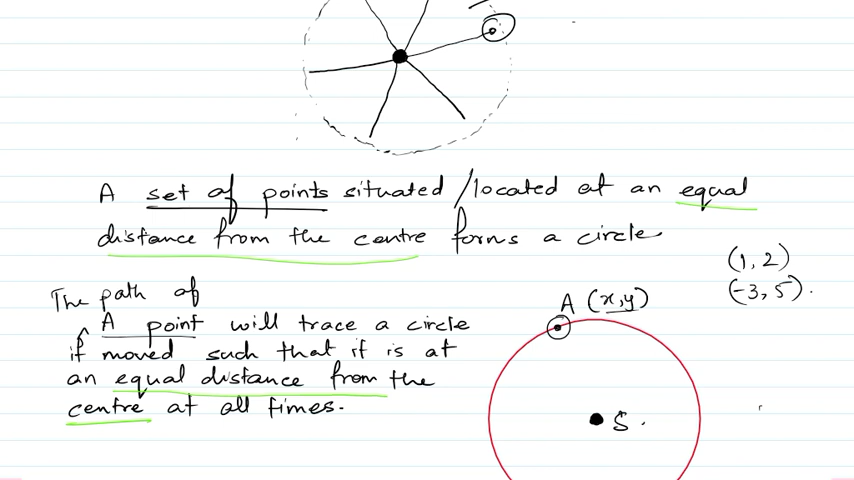 A set of points situated/located at an equal
distance from the centre forms a circle
(1, 2)
(-3, 5).
The path of
^ A point will trace a circle
if moved such that it is at
an equal distance from the
centre at all times.
A (x,y)
S.